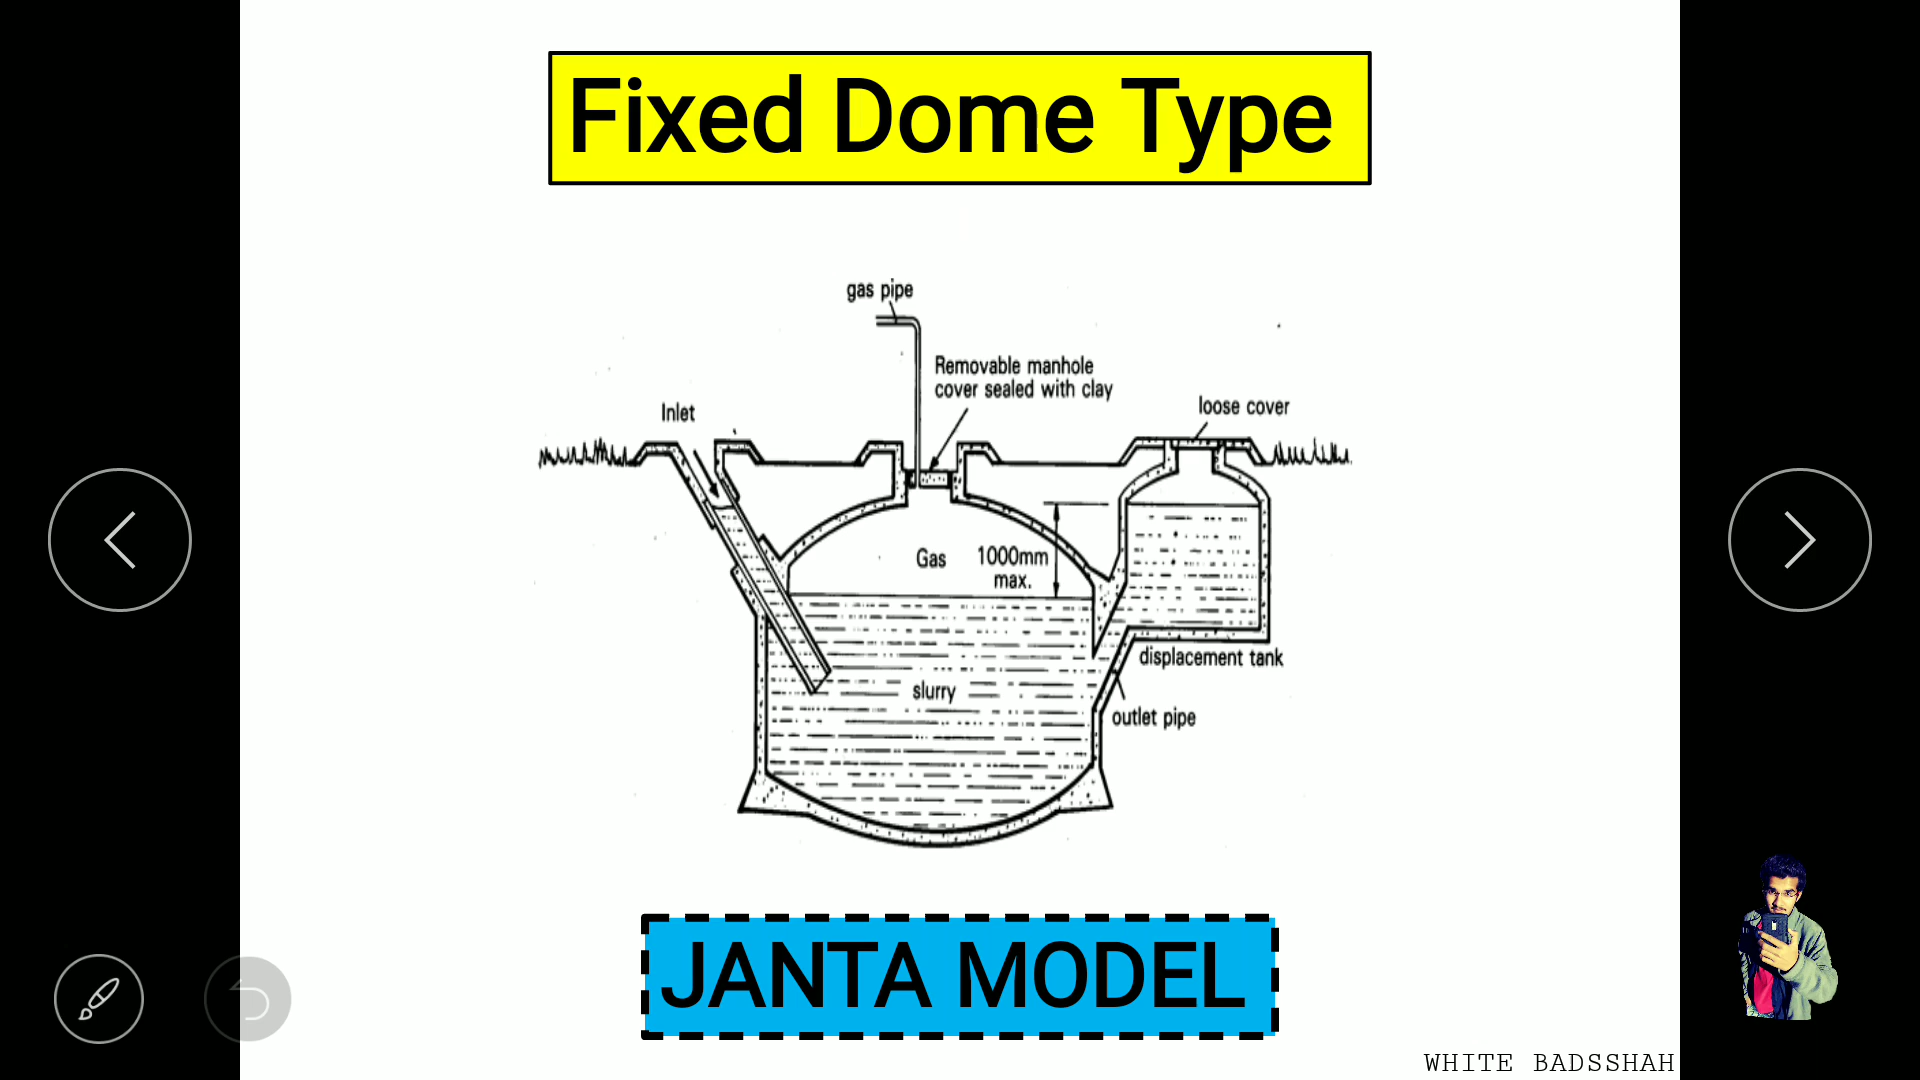 Fixed Dome Type
gas pipe
Removable manhole
cover sealed with clay
Inlet
loose cover
Gas
1000mm
max.
displacement tank
slurry
outlet pipe
JANTA MODEL
WHITE BADSSHAH